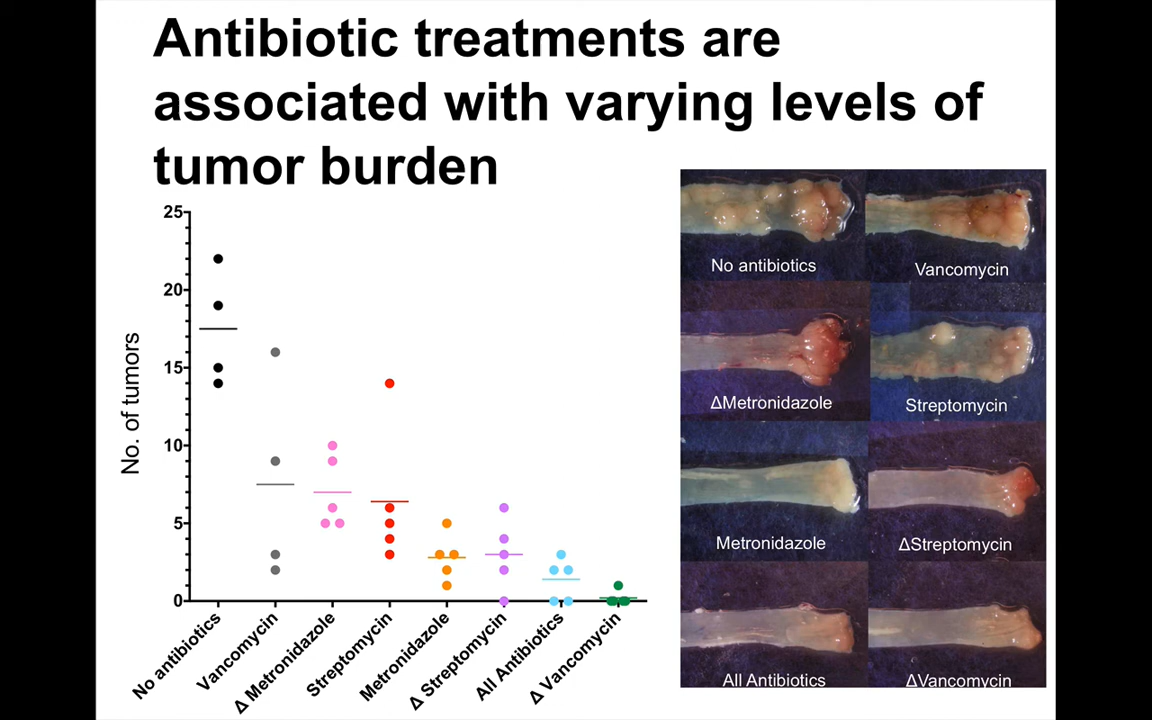 Antibiotic treatments are
associated with varying levels of
tumor burden
25
20
15
10
5
0
No. of tumors
No antibiotics
Vancomycin
Δ Metronidazole
Streptomycin
Metronidazole
Δ Streptomycin
All Antibiotics
Δ Vancomycin
No antibiotics
Vancomycin
ΔMetronidazole
Streptomycin
Metronidazole
ΔStreptomycin
All Antibiotics
ΔVancomycin